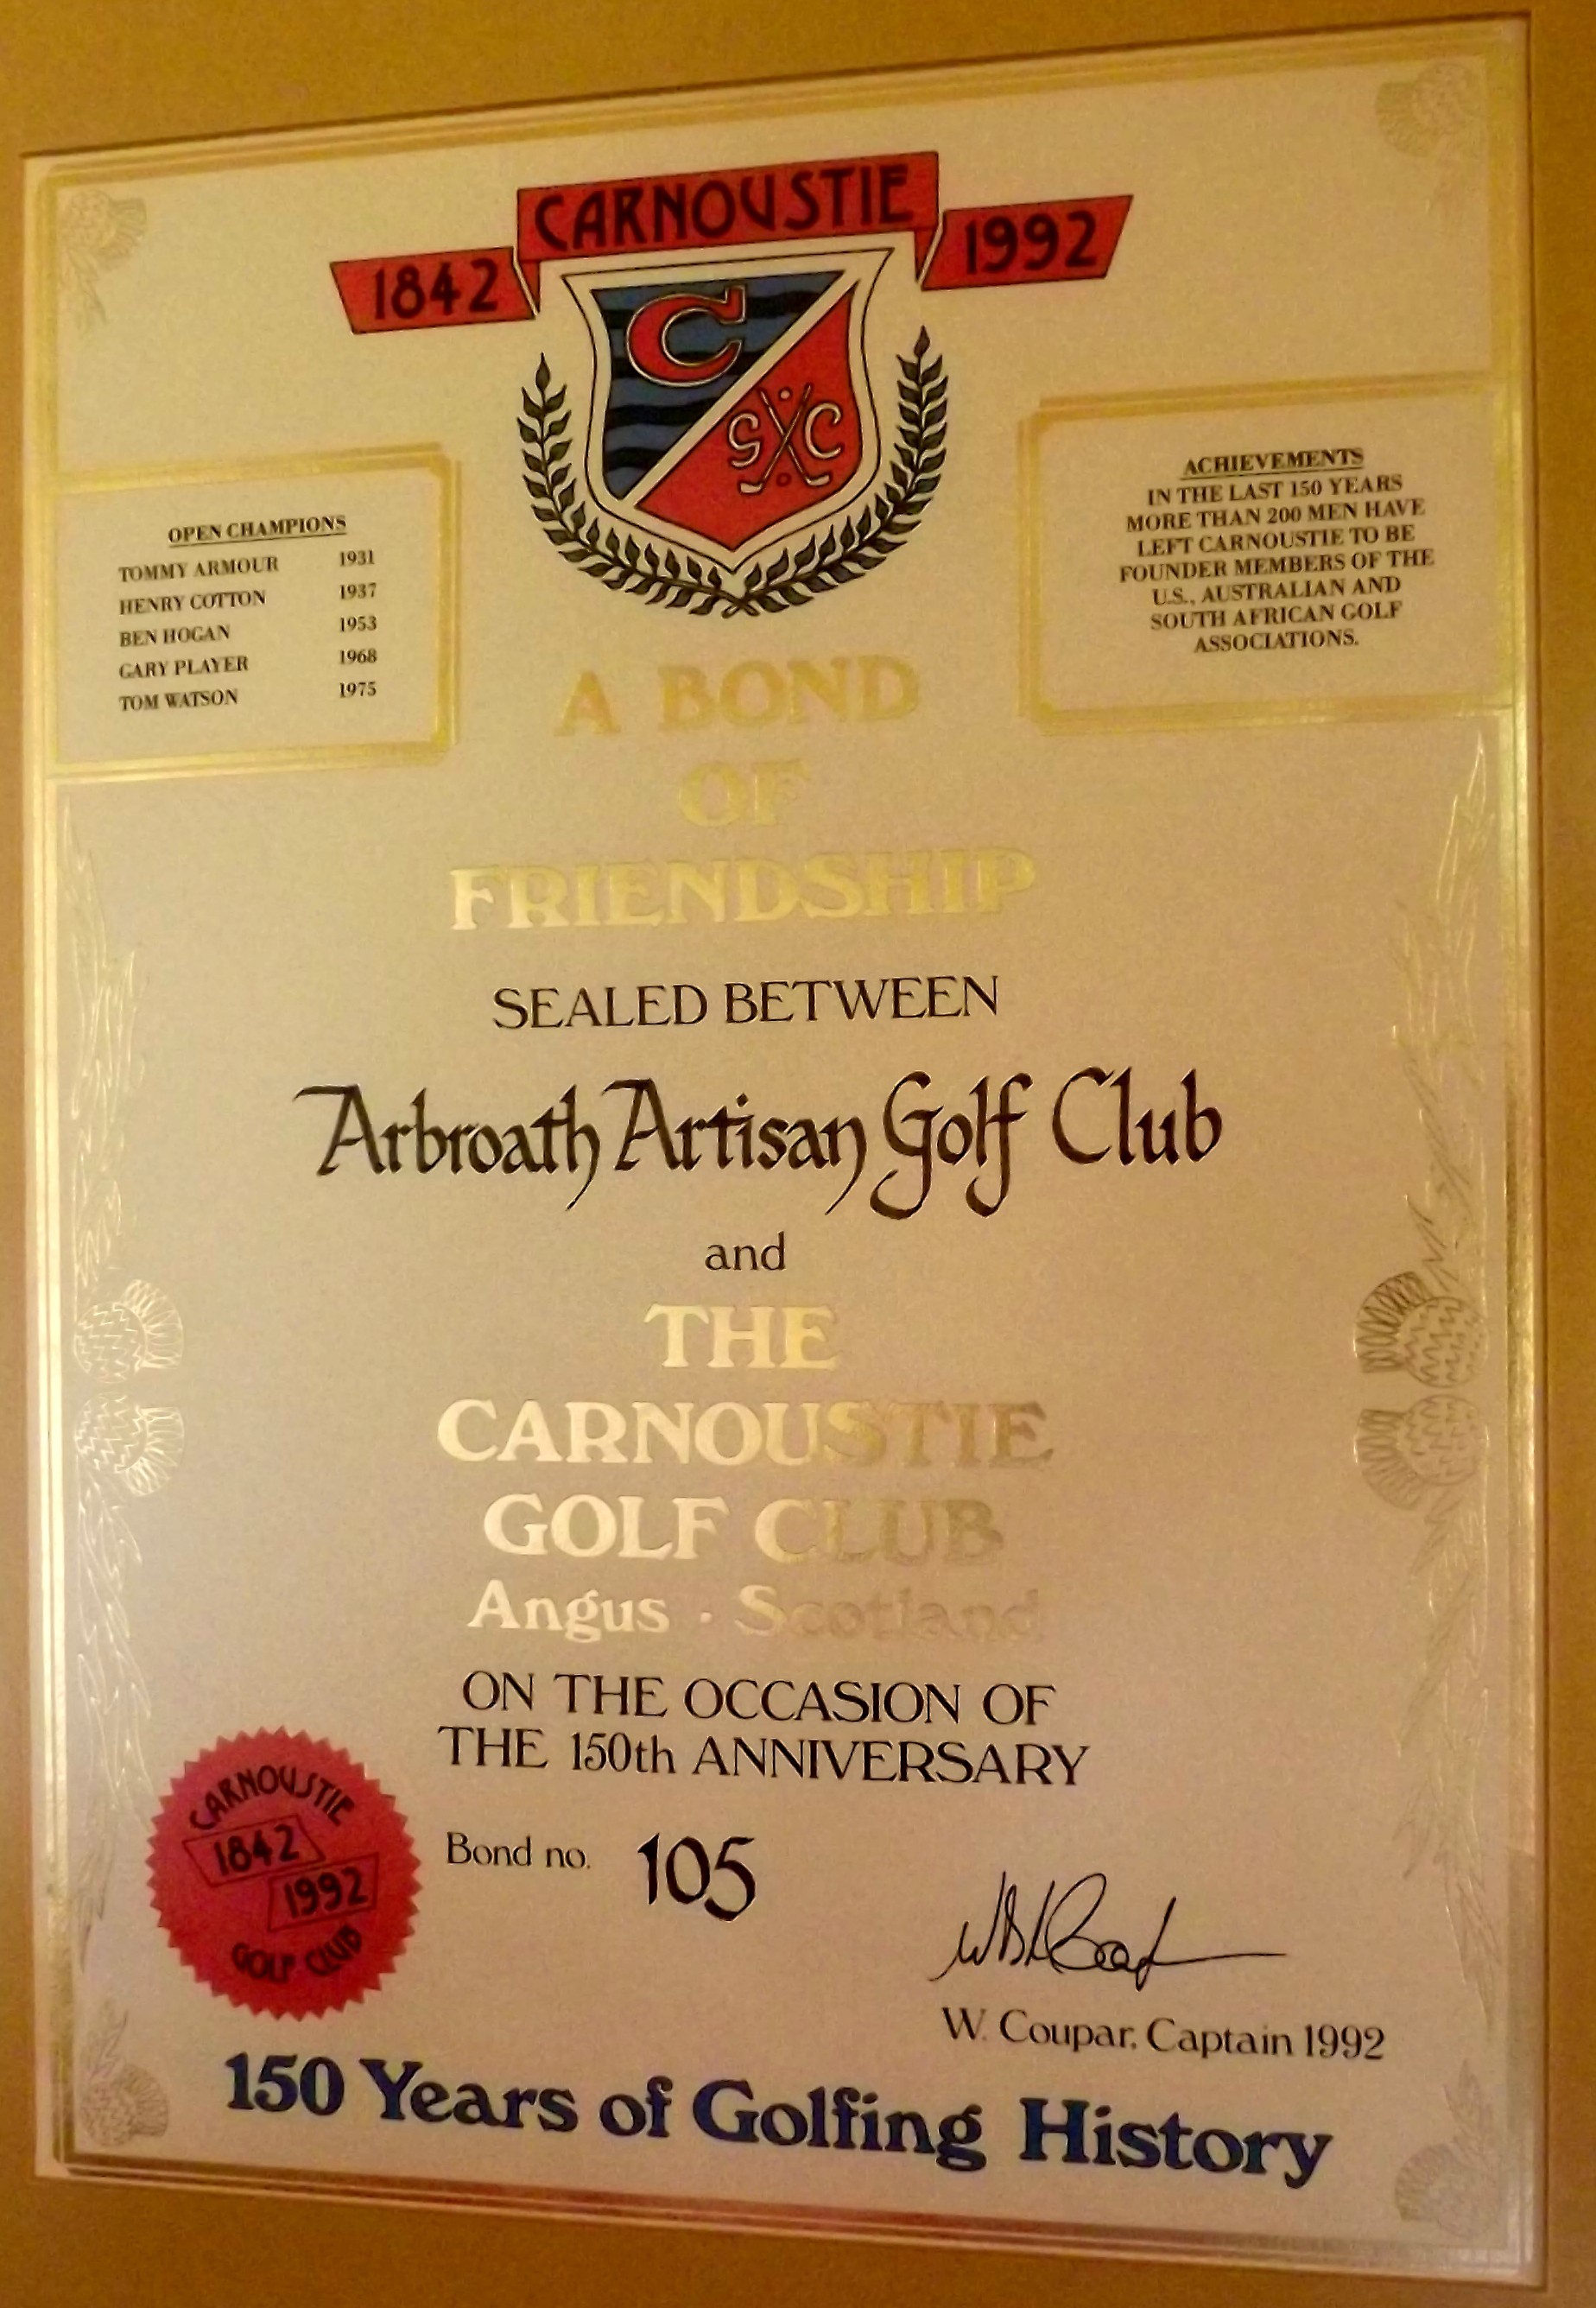 CARNOUSTIE
1842
1992
C
GC
OPEN CHAMPIONS
TOMMY ARMOUR 1931
HENRY COTTON 1937
BEN HOGAN 1953
GARY PLAYER 1968
TOM WATSON 1975
ACHIEVEMENTS
IN THE LAST 150 YEARS
MORE THAN 200 MEN HAVE
LEFT CARNOUSTIE TO BE
FOUNDER MEMBERS OF THE
U.S., AUSTRALIAN AND
SOUTH AFRICAN GOLF
ASSOCIATIONS.
A BOND
OF
FRIENDSHIP
SEALED BETWEEN
Arbroath Artisan Golf Club
and
THE
CARNOUSTIE
GOLF CLUB
Angus · Scotland
ON THE OCCASION OF
THE 150th ANNIVERSARY
CARNOUSTIE
1842
1992
GOLF CLUB
Bond no. 105
W. Coupar, Captain 1992
150 Years of Golfing History